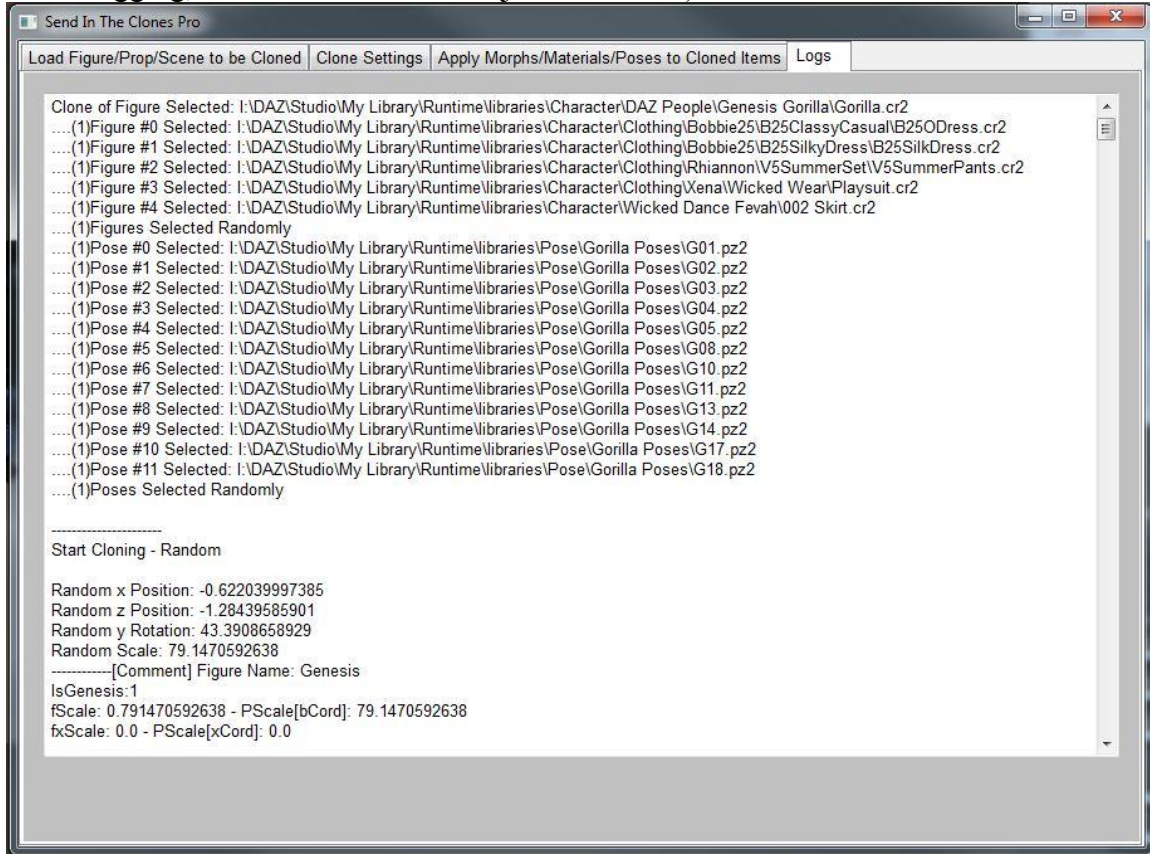 Send In The Clones Pro
Load Figure/Prop/Scene to be Cloned Clone Settings Apply Morphs/Materials/Poses to Cloned Items Logs
Clone of Figure Selected: I:\DAZ\Studio\My Library\Runtime\libraries\Character\DAZ People\Genesis Gorilla\Gorilla.cr2
....(1)Figure #0 Selected: I:\DAZ\Studio\My Library\Runtime\libraries\Character\Clothing\Bobbie25\B25ClassyCasual\B25ODress.cr2
....(1)Figure #1 Selected: I:\DAZ\Studio\My Library\Runtime\libraries\Character\Clothing\Bobbie25\B25SilkyDress\B25SilkDress.cr2
....(1)Figure #2 Selected: I:\DAZ\Studio\My Library\Runtime\libraries\Character\Clothing\Rhiannon\V5SummerSet\V5SummerPants.cr2
....(1)Figure #3 Selected: I:\DAZ\Studio\My Library\Runtime\libraries\Character\Clothing\Xena\Wicked Wear\Playsuit.cr2
....(1)Figure #4 Selected: I:\DAZ\Studio\My Library\Runtime\libraries\Character\Wicked Dance Fevah\002 Skirt.cr2
....(1)Figures Selected Randomly
....(1)Pose #0 Selected: I:\DAZ\Studio\My Library\Runtime\libraries\Pose\Gorilla Poses\G01.pz2
....(1)Pose #1 Selected: I:\DAZ\Studio\My Library\Runtime\libraries\Pose\Gorilla Poses\G02.pz2
....(1)Pose #2 Selected: I:\DAZ\Studio\My Library\Runtime\libraries\Pose\Gorilla Poses\G03.pz2
....(1)Pose #3 Selected: I:\DAZ\Studio\My Library\Runtime\libraries\Pose\Gorilla Poses\G04.pz2
....(1)Pose #4 Selected: I:\DAZ\Studio\My Library\Runtime\libraries\Pose\Gorilla Poses\G05.pz2
....(1)Pose #5 Selected: I:\DAZ\Studio\My Library\Runtime\libraries\Pose\Gorilla Poses\G08.pz2
....(1)Pose #6 Selected: I:\DAZ\Studio\My Library\Runtime\libraries\Pose\Gorilla Poses\G10.pz2
....(1)Pose #7 Selected: I:\DAZ\Studio\My Library\Runtime\libraries\Pose\Gorilla Poses\G11.pz2
....(1)Pose #8 Selected: I:\DAZ\Studio\My Library\Runtime\libraries\Pose\Gorilla Poses\G13.pz2
....(1)Pose #9 Selected: I:\DAZ\Studio\My Library\Runtime\libraries\Pose\Gorilla Poses\G14.pz2
....(1)Pose #10 Selected: I:\DAZ\Studio\My Library\Runtime\libraries\Pose\Gorilla Poses\G17.pz2
....(1)Pose #11 Selected: I:\DAZ\Studio\My Library\Runtime\libraries\Pose\Gorilla Poses\G18.pz2
....(1)Poses Selected Randomly
----------------------
Start Cloning - Random
Random x Position: -0.622039997385
Random z Position: -1.28439585901
Random y Rotation: 43.3908658929
Random Scale: 79.1470592638
------------[Comment] Figure Name: Genesis
IsGenesis:1
fScale: 0.791470592638 - PScale[bCord]: 79.1470592638
fxScale: 0.0 - PScale[xCord]: 0.0